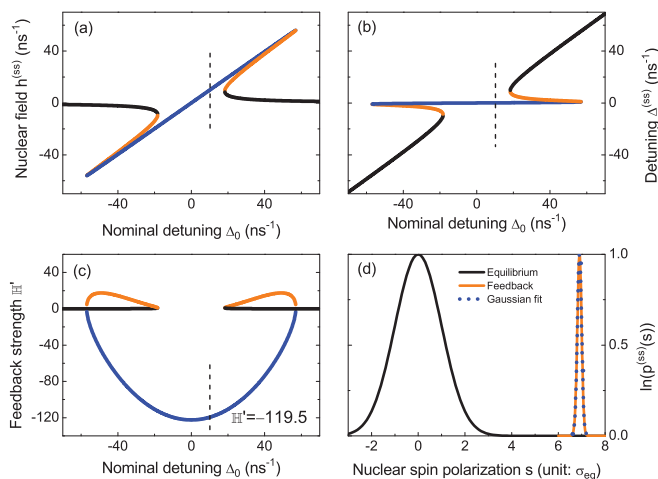 (a)
Nuclear field h(ss) (ns-1)
40
0
-40
-40 0 40
Nominal detuning Δ0 (ns-1)
(b)
40
0
-40
Detuning Δ(ss) (ns-1)
-40 0 40
Nominal detuning Δ0 (ns-1)
(c)
Feedback strength ℍ'
40
0
-40
-80
-120
ℍ'=−119.5
-40 0 40
Nominal detuning Δ0 (ns-1)
(d)
Equilibrium
Feedback
Gaussian fit
1.0
0.5
0.0
ln(p(ss)(s))
-2 0 2 4 6 8
Nuclear spin polarization s (unit: σeq)